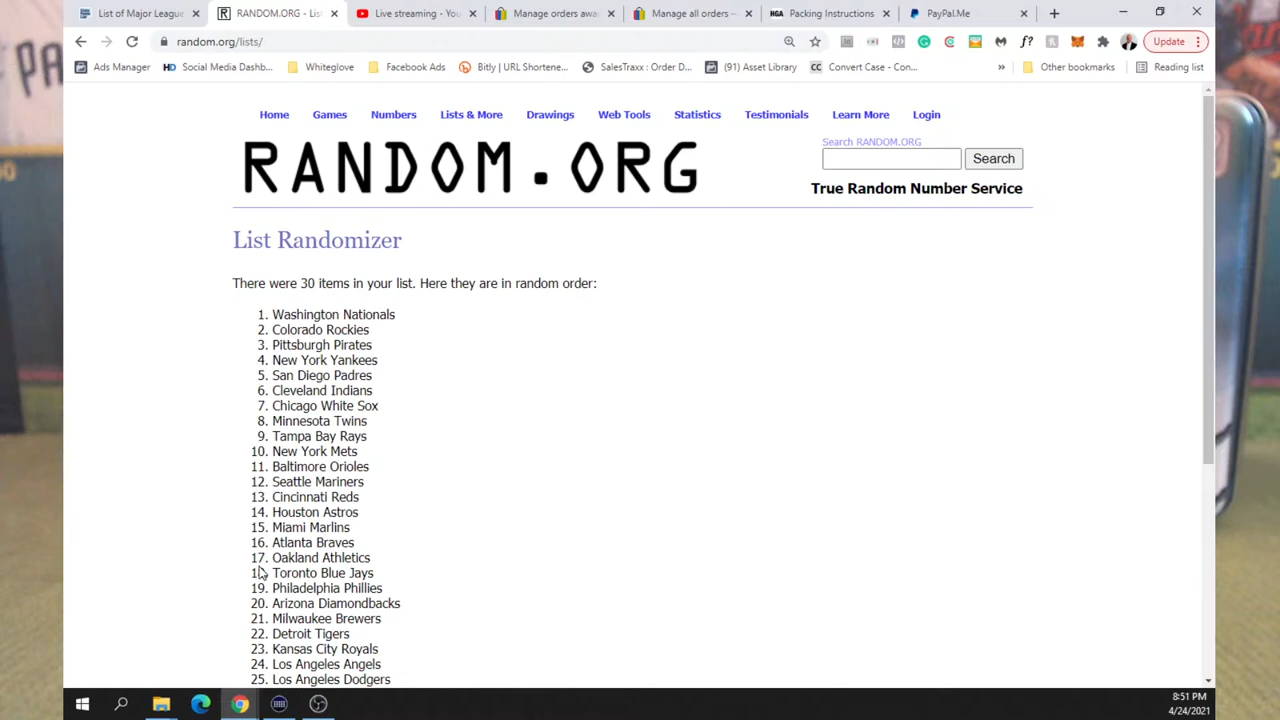 List of Major League
RANDOM.ORG - List
Live streaming - You
Manage orders awa
Manage all orders –
Packing Instructions
PayPal.Me
random.org/lists/
Update
Ads Manager
Social Media Dashb...
Whiteglove
Facebook Ads
Bitly | URL Shortene...
SalesTraxx : Order D...
(91) Asset Library
Convert Case - Con...
Other bookmarks
Reading list
Home
Games
Numbers
Lists & More
Drawings
Web Tools
Statistics
Testimonials
Learn More
Login
RANDOM.ORG
Search RANDOM.ORG
Search
True Random Number Service
List Randomizer
There were 30 items in your list. Here they are in random order:
1. Washington Nationals
2. Colorado Rockies
3. Pittsburgh Pirates
4. New York Yankees
5. San Diego Padres
6. Cleveland Indians
7. Chicago White Sox
8. Minnesota Twins
9. Tampa Bay Rays
10. New York Mets
11. Baltimore Orioles
12. Seattle Mariners
13. Cincinnati Reds
14. Houston Astros
15. Miami Marlins
16. Atlanta Braves
17. Oakland Athletics
Toronto Blue Jays
19. Philadelphia Phillies
20. Arizona Diamondbacks
21. Milwaukee Brewers
22. Detroit Tigers
23. Kansas City Royals
24. Los Angeles Angels
25. Los Angeles Dodgers
8:51 PM
4/24/2021